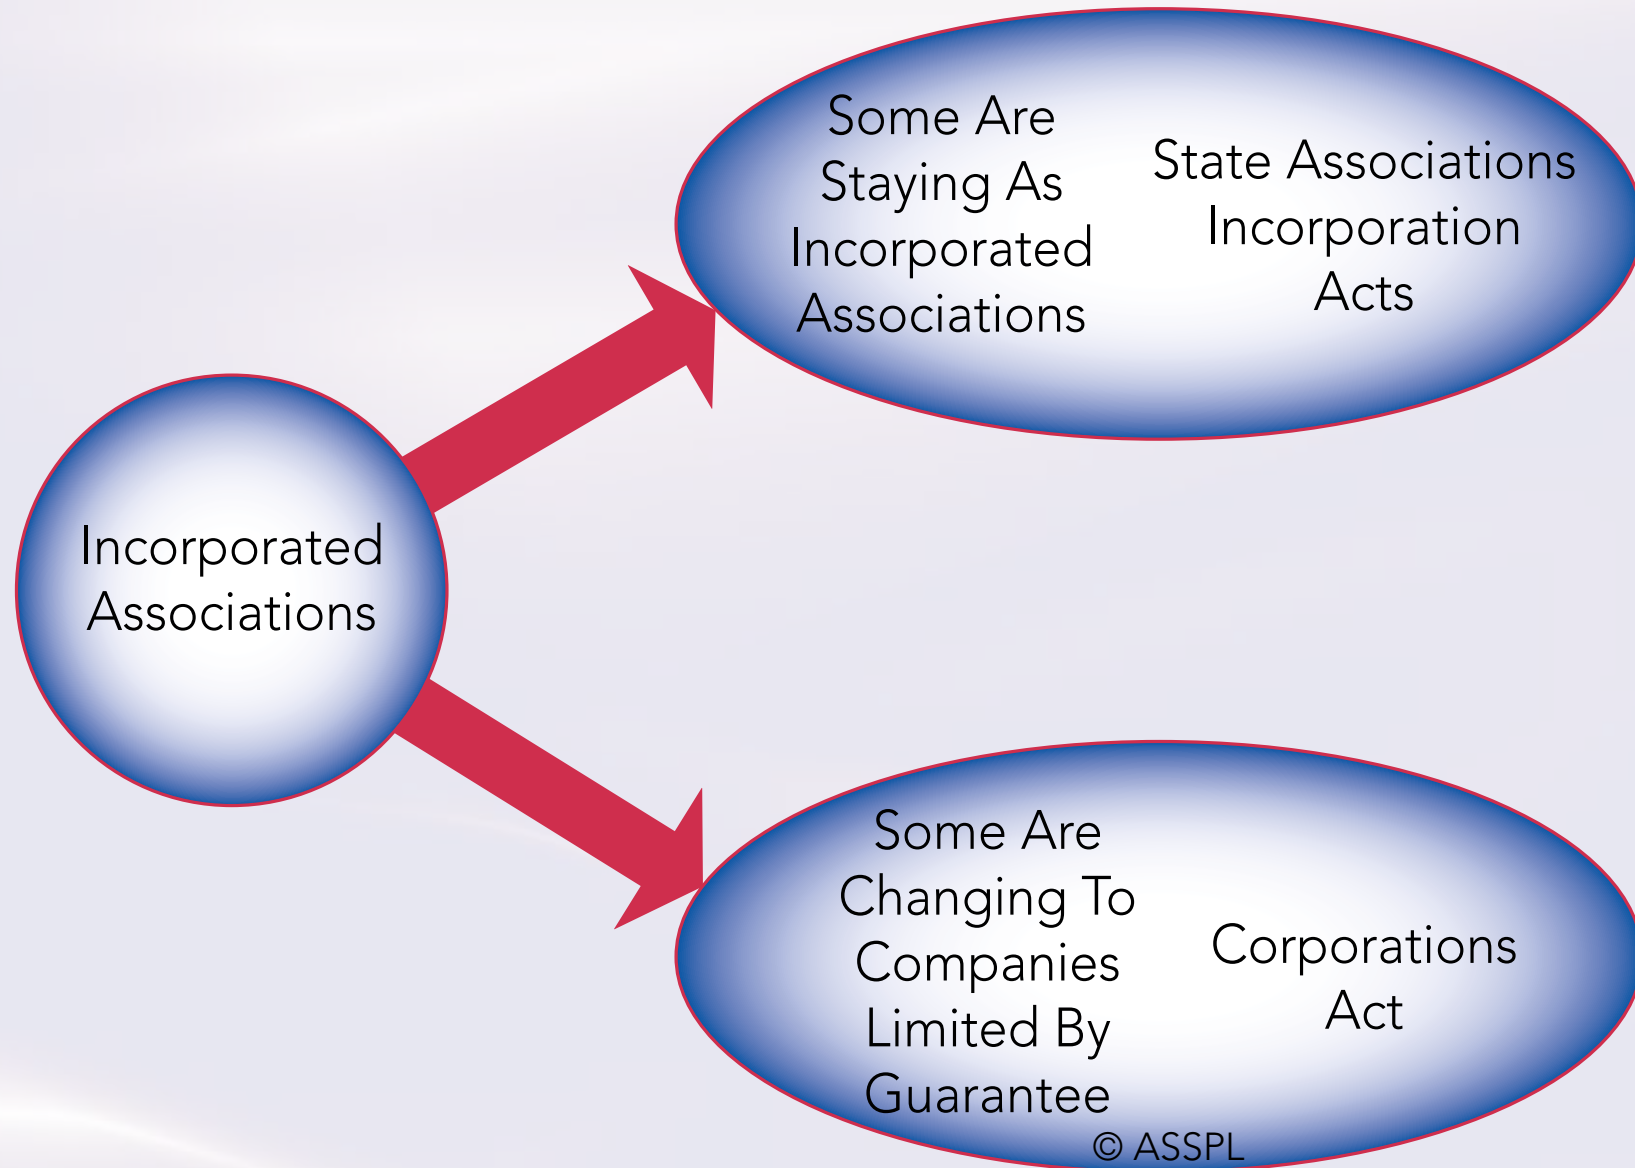 Some Are
Staying As
Incorporated
Associations
State Associations
Incorporation
Acts
Incorporated
Associations
Some Are
Changing To
Companies
Limited By
Guarantee
Corporations
Act
© ASSPL